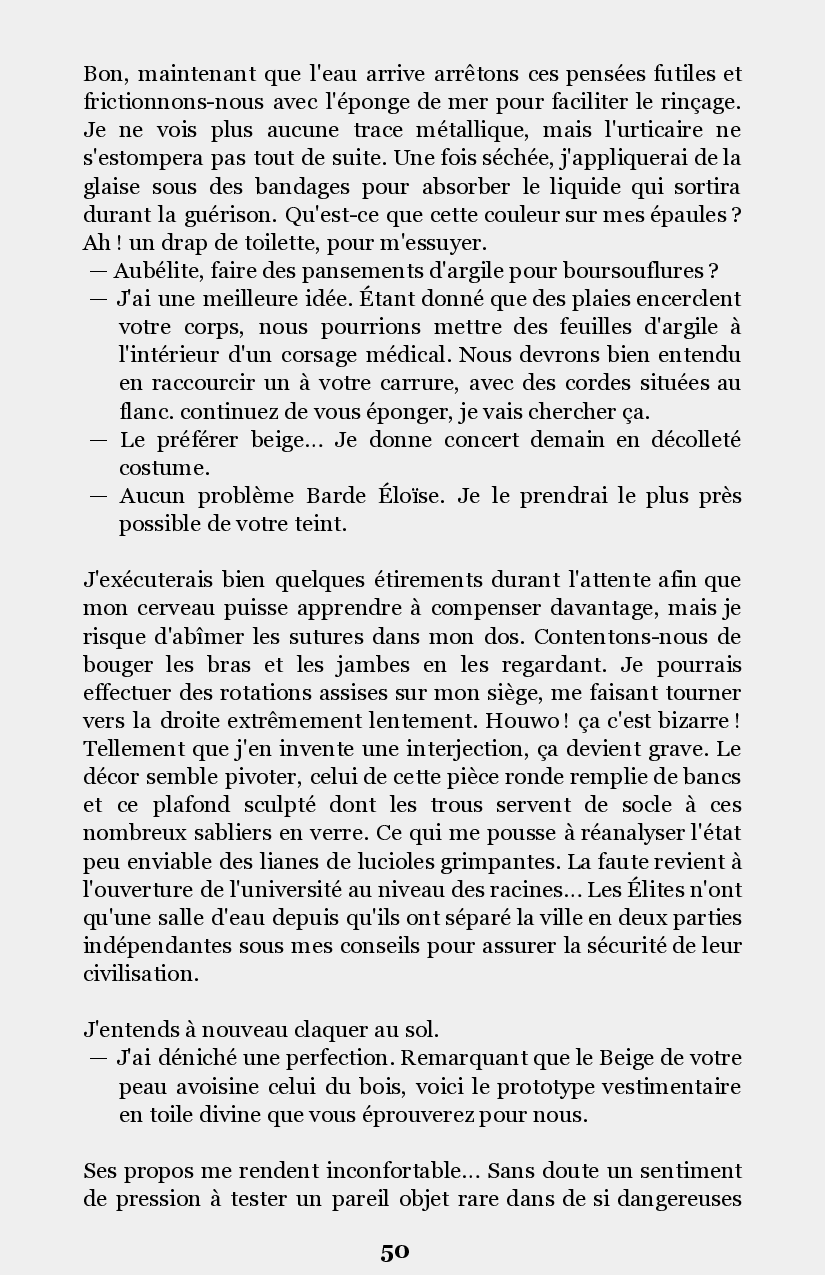 Bon, maintenant que l'eau arrive arrêtons ces pensées futiles et
frictionnons-nous avec l'éponge de mer pour faciliter le rinçage.
Je ne vois plus aucune trace métallique, mais l'urticaire ne
s'estompera pas tout de suite. Une fois séchée, j'appliquerai de la
glaise sous des bandages pour absorber le liquide qui sortira
durant la guérison. Qu'est-ce que cette couleur sur mes épaules ?
Ah ! un drap de toilette, pour m'essuyer.
— Aubélite, faire des pansements d'argile pour boursouflures ?
— J'ai une meilleure idée. Étant donné que des plaies encerclent
votre corps, nous pourrions mettre des feuilles d'argile à
l'intérieur d'un corsage médical. Nous devrons bien entendu
en raccourcir un à votre carrure, avec des cordes situées au
flanc. continuez de vous éponger, je vais chercher ça.
— Le préférer beige... Je donne concert demain en décolleté
costume.
— Aucun problème Barde Éloïse. Je le prendrai le plus près
possible de votre teint.
J'exécuterais bien quelques étirements durant l'attente afin que
mon cerveau puisse apprendre à compenser davantage, mais je
risque d'abîmer les sutures dans mon dos. Contentons-nous de
bouger les bras et les jambes en les regardant. Je pourrais
effectuer des rotations assises sur mon siège, me faisant tourner
vers la droite extrêmement lentement. Houwo ! ça c'est bizarre !
Tellement que j'en invente une interjection, ça devient grave. Le
décor semble pivoter, celui de cette pièce ronde remplie de bancs
et ce plafond sculpté dont les trous servent de socle à ces
nombreux sabliers en verre. Ce qui me pousse à réanalyser l'état
peu enviable des lianes de lucioles grimpantes. La faute revient à
l'ouverture de l'université au niveau des racines... Les Élites n'ont
qu'une salle d'eau depuis qu'ils ont séparé la ville en deux parties
indépendantes sous mes conseils pour assurer la sécurité de leur
civilisation.
J'entends à nouveau claquer au sol.
— J'ai déniché une perfection. Remarquant que le Beige de votre
peau avoisine celui du bois, voici le prototype vestimentaire
en toile divine que vous éprouverez pour nous.
Ses propos me rendent inconfortable... Sans doute un sentiment
de pression à tester un pareil objet rare dans de si dangereuses
50